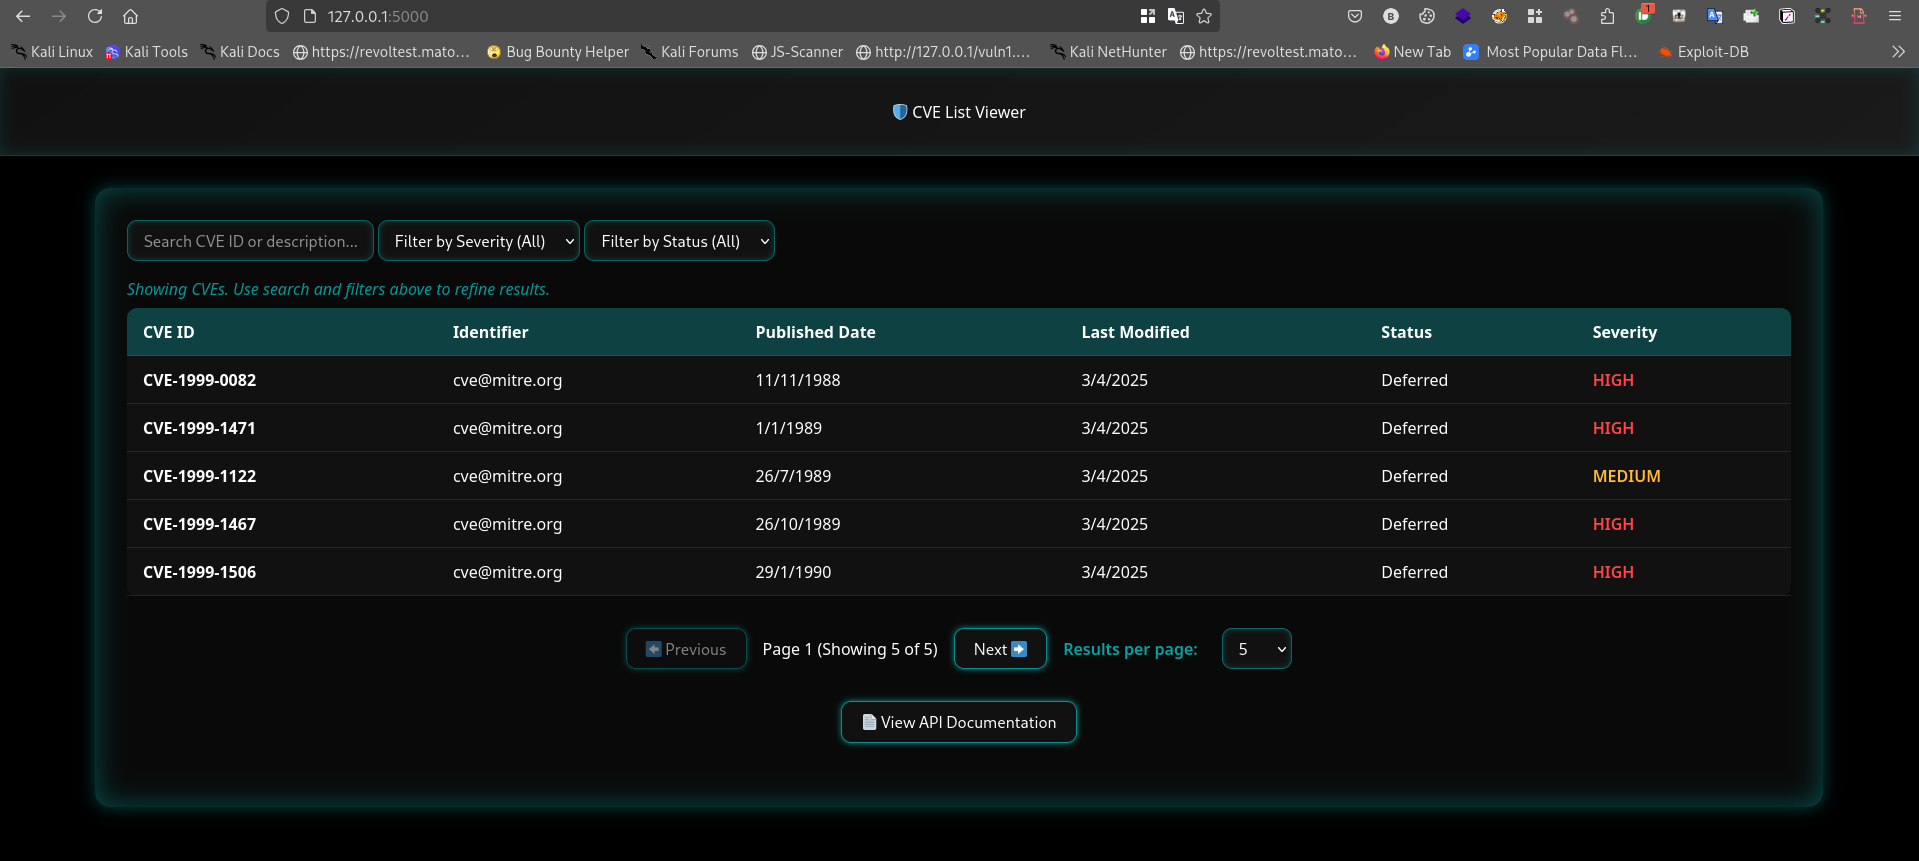 127.0.0.1:5000
1
Kali Linux Kali Tools Kali Docs https://revoltest.mato… Bug Bounty Helper Kali Forums JS-Scanner http://127.0.0.1/vuln1.… Kali NetHunter https://revoltest.mato… New Tab Most Popular Data Fl… Exploit-DB
CVE List Viewer
Search CVE ID or description... Filter by Severity (All) Filter by Status (All)
Showing CVEs. Use search and filters above to refine results.
CVE ID Identifier Published Date Last Modified Status Severity
CVE-1999-0082 cve@mitre.org 11/11/1988 3/4/2025 Deferred HIGH
CVE-1999-1471 cve@mitre.org 1/1/1989 3/4/2025 Deferred HIGH
CVE-1999-1122 cve@mitre.org 26/7/1989 3/4/2025 Deferred MEDIUM
CVE-1999-1467 cve@mitre.org 26/10/1989 3/4/2025 Deferred HIGH
CVE-1999-1506 cve@mitre.org 29/1/1990 3/4/2025 Deferred HIGH
Previous Page 1 (Showing 5 of 5) Next Results per page: 5
View API Documentation